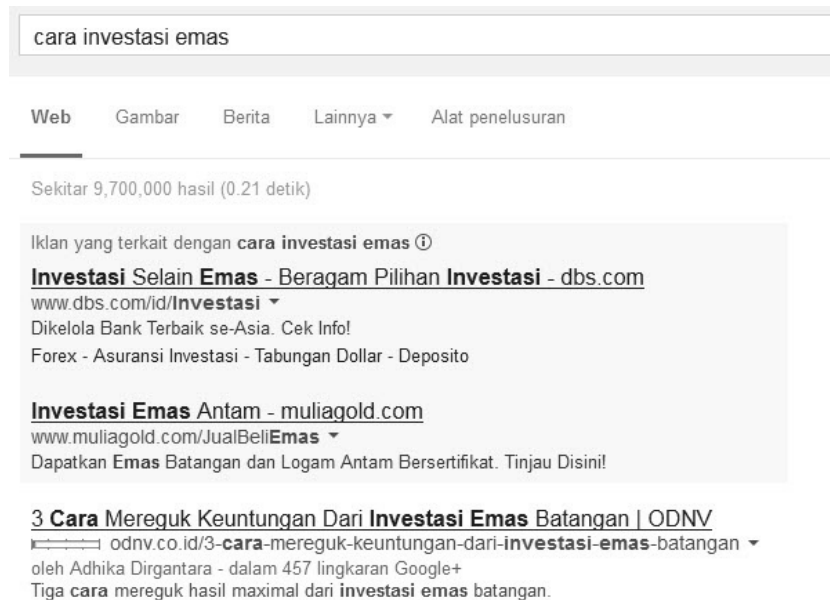 cara investasi emas
Web Gambar Berita Lainnya Alat penelusuran
Sekitar 9,700,000 hasil (0.21 detik)
Iklan yang terkait dengan cara investasi emas
Investasi Selain Emas - Beragam Pilihan Investasi - dbs.com
www.dbs.com/id/Investasi
Dikelola Bank Terbaik se-Asia. Cek Info!
Forex - Asuransi Investasi - Tabungan Dollar - Deposito
Investasi Emas Antam - muliagold.com
www.muliagold.com/JualBeliEmas
Dapatkan Emas Batangan dan Logam Antam Bersertifikat. Tinjau Disini!
3 Cara Mereguk Keuntungan Dari Investasi Emas Batangan | ODNV
odnv.co.id/3-cara-mereguk-keuntungan-dari-investasi-emas-batangan
oleh Adhika Dirgantara - dalam 457 lingkaran Google+
Tiga cara mereguk hasil maximal dari investasi emas batangan.